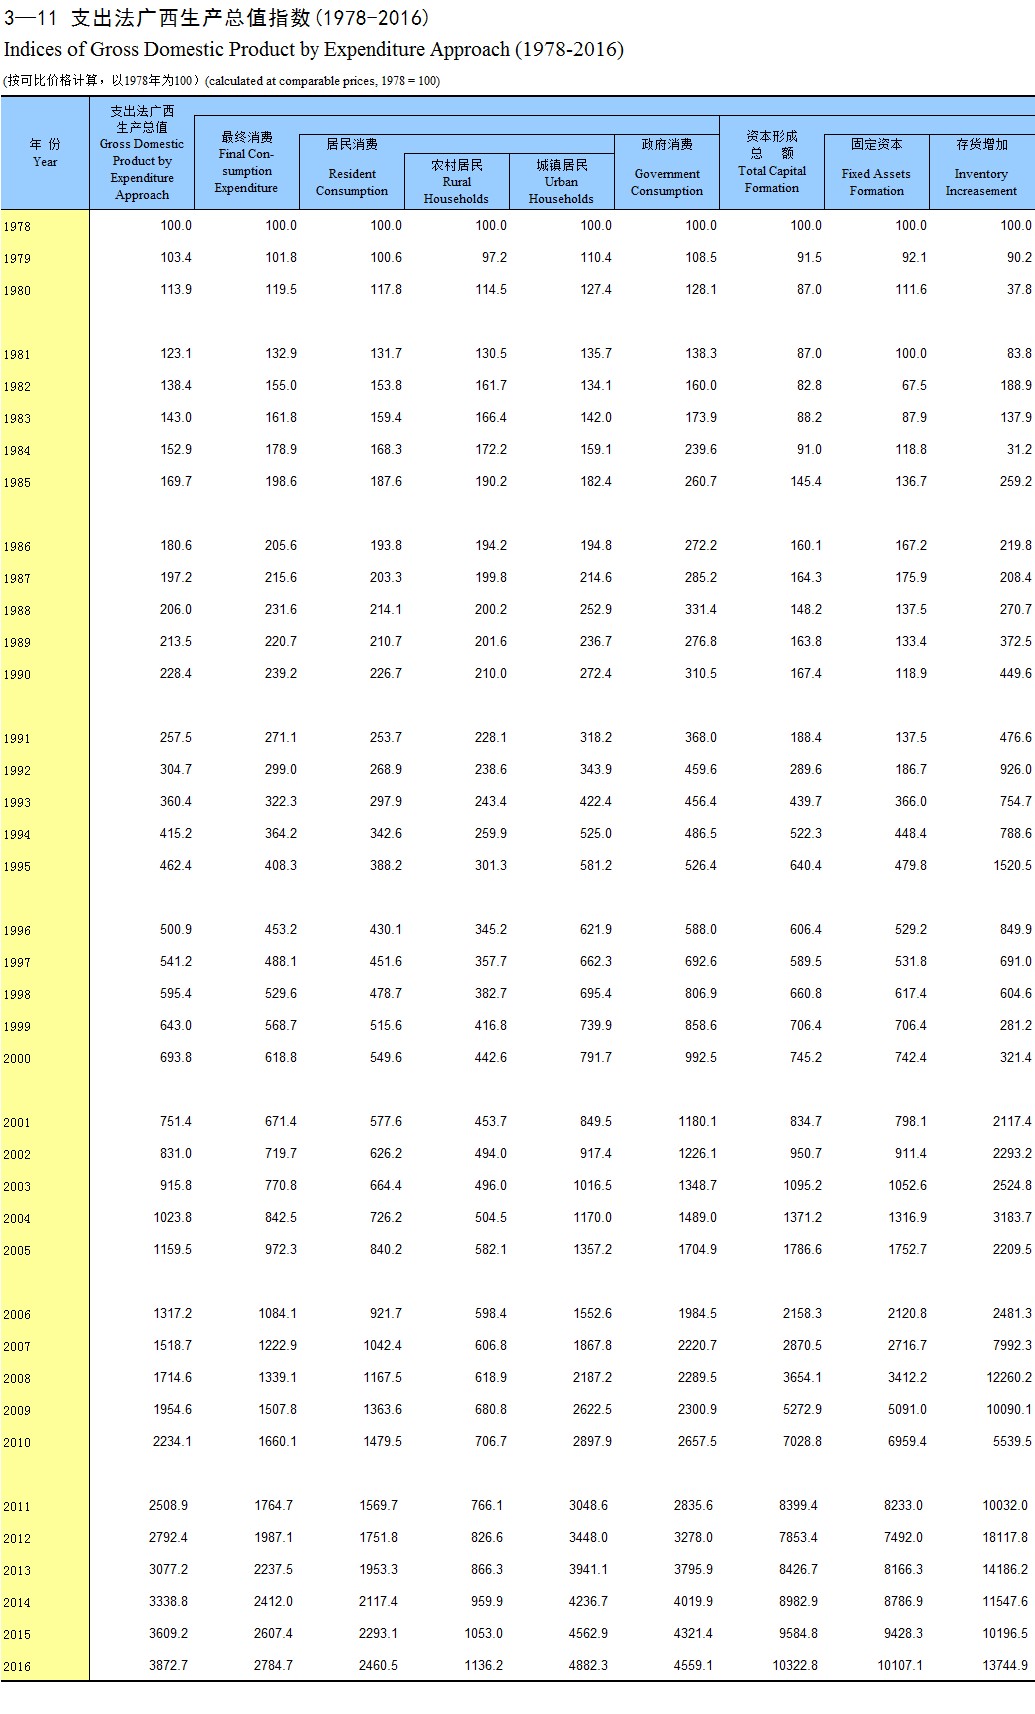 3—11 支出法广西生产总值指数(1978-2016)
Indices of Gross Domestic Product by Expenditure Approach (1978-2016)
(按可比价格计算，以1978年为100）(calculated at comparable prices, 1978 = 100)
年 份
Year
支出法广西
生产总值
Gross Domestic
Product by
Expenditure
Approach
最终消费
Final Con-
sumption
Expenditure
居民消费
Resident
Consumption
农村居民
Rural
Households
城镇居民
Urban
Households
政府消费
Government
Consumption
资本形成
总 额
Total Capital
Formation
固定资本
Fixed Assets
Formation
存货增加
Inventory
Increasement
1978 100.0 100.0 100.0 100.0 100.0 100.0 100.0 100.0 100.0
1979 103.4 101.8 100.6 97.2 110.4 108.5 91.5 92.1 90.2
1980 113.9 119.5 117.8 114.5 127.4 128.1 87.0 111.6 37.8
1981 123.1 132.9 131.7 130.5 135.7 138.3 87.0 100.0 83.8
1982 138.4 155.0 153.8 161.7 134.1 160.0 82.8 67.5 188.9
1983 143.0 161.8 159.4 166.4 142.0 173.9 88.2 87.9 137.9
1984 152.9 178.9 168.3 172.2 159.1 239.6 91.0 118.8 31.2
1985 169.7 198.6 187.6 190.2 182.4 260.7 145.4 136.7 259.2
1986 180.6 205.6 193.8 194.2 194.8 272.2 160.1 167.2 219.8
1987 197.2 215.6 203.3 199.8 214.6 285.2 164.3 175.9 208.4
1988 206.0 231.6 214.1 200.2 252.9 331.4 148.2 137.5 270.7
1989 213.5 220.7 210.7 201.6 236.7 276.8 163.8 133.4 372.5
1990 228.4 239.2 226.7 210.0 272.4 310.5 167.4 118.9 449.6
1991 257.5 271.1 253.7 228.1 318.2 368.0 188.4 137.5 476.6
1992 304.7 299.0 268.9 238.6 343.9 459.6 289.6 186.7 926.0
1993 360.4 322.3 297.9 243.4 422.4 456.4 439.7 366.0 754.7
1994 415.2 364.2 342.6 259.9 525.0 486.5 522.3 448.4 788.6
1995 462.4 408.3 388.2 301.3 581.2 526.4 640.4 479.8 1520.5
1996 500.9 453.2 430.1 345.2 621.9 588.0 606.4 529.2 849.9
1997 541.2 488.1 451.6 357.7 662.3 692.6 589.5 531.8 691.0
1998 595.4 529.6 478.7 382.7 695.4 806.9 660.8 617.4 604.6
1999 643.0 568.7 515.6 416.8 739.9 858.6 706.4 706.4 281.2
2000 693.8 618.8 549.6 442.6 791.7 992.5 745.2 742.4 321.4
2001 751.4 671.4 577.6 453.7 849.5 1180.1 834.7 798.1 2117.4
2002 831.0 719.7 626.2 494.0 917.4 1226.1 950.7 911.4 2293.2
2003 915.8 770.8 664.4 496.0 1016.5 1348.7 1095.2 1052.6 2524.8
2004 1023.8 842.5 726.2 504.5 1170.0 1489.0 1371.2 1316.9 3183.7
2005 1159.5 972.3 840.2 582.1 1357.2 1704.9 1786.6 1752.7 2209.5
2006 1317.2 1084.1 921.7 598.4 1552.6 1984.5 2158.3 2120.8 2481.3
2007 1518.7 1222.9 1042.4 606.8 1867.8 2220.7 2870.5 2716.7 7992.3
2008 1714.6 1339.1 1167.5 618.9 2187.2 2289.5 3654.1 3412.2 12260.2
2009 1954.6 1507.8 1363.6 680.8 2622.5 2300.9 5272.9 5091.0 10090.1
2010 2234.1 1660.1 1479.5 706.7 2897.9 2657.5 7028.8 6959.4 5539.5
2011 2508.9 1764.7 1569.7 766.1 3048.6 2835.6 8399.4 8233.0 10032.0
2012 2792.4 1987.1 1751.8 826.6 3448.0 3278.0 7853.4 7492.0 18117.8
2013 3077.2 2237.5 1953.3 866.3 3941.1 3795.9 8426.7 8166.3 14186.2
2014 3338.8 2412.0 2117.4 959.9 4236.7 4019.9 8982.9 8786.9 11547.6
2015 3609.2 2607.4 2293.1 1053.0 4562.9 4321.4 9584.8 9428.3 10196.5
2016 3872.7 2784.7 2460.5 1136.2 4882.3 4559.1 10322.8 10107.1 13744.9